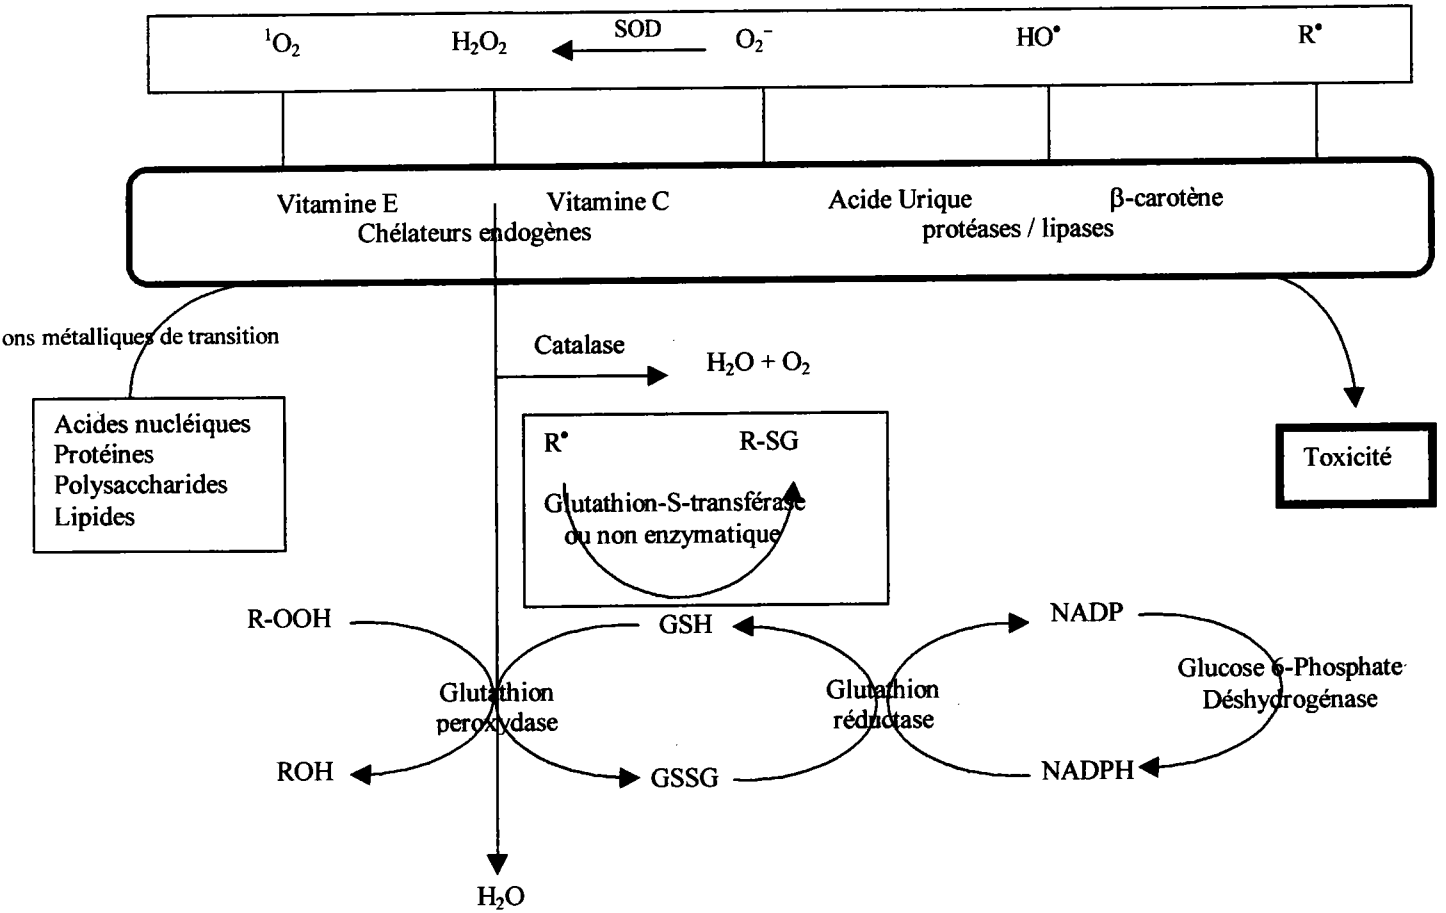 SOD
¹O₂ H₂O₂ O₂⁻ HO• R•
Vitamine E Vitamine C Acide Urique β-carotène
Chélateurs endogènes protéases / lipases
ons métalliques de transition
Catalase
H₂O + O₂
Acides nucléiques
Protéines
Polysaccharides
Lipides
R• R-SG
Glutathion-S-transférase
ou non enzymatique
Toxicité
R-OOH GSH NADP
Glutathion
peroxydase
Glutathion
réductase
Glucose 6-Phosphate
Déshydrogénase
ROH GSSG NADPH
H₂O